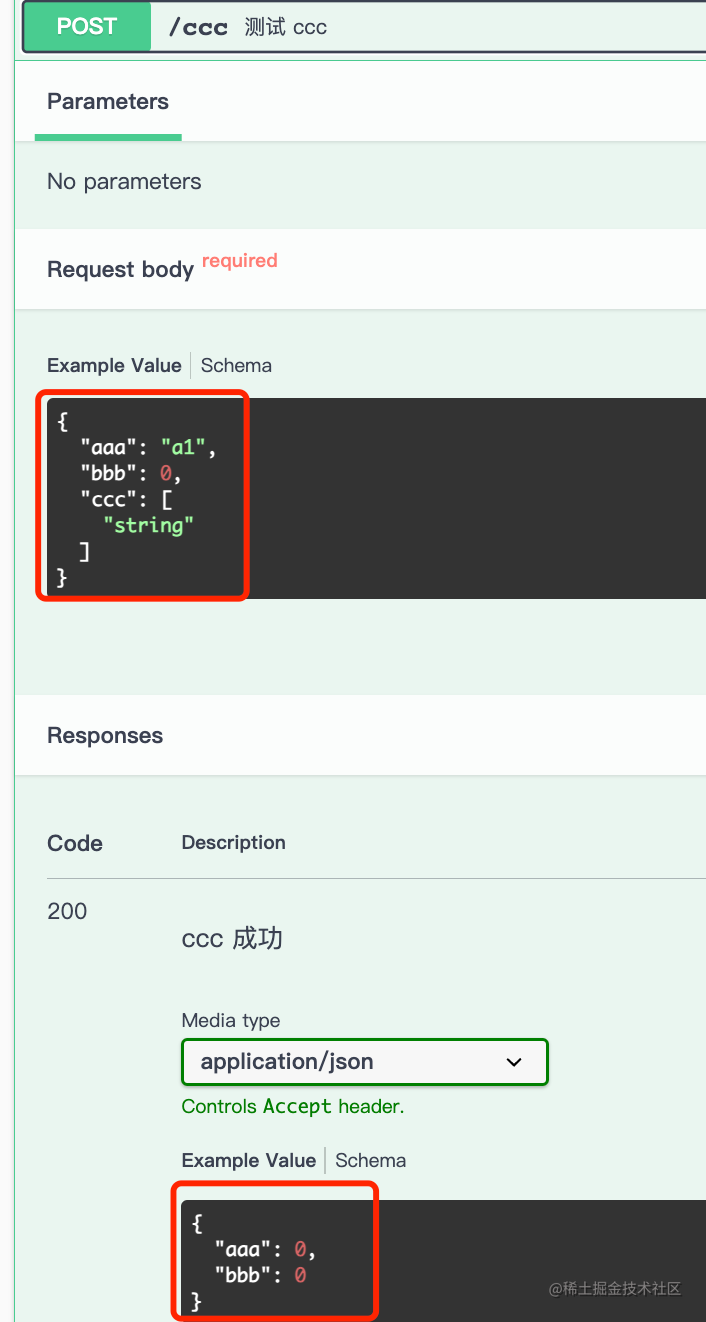 POST /ccc 测试 ccc
Parameters
No parameters
Request body required
Example Value Schema
{
"aaa": "a1",
"bbb": 0,
"ccc": [
"string"
]
}
Responses
Code Description
200
ccc 成功
Media type
application/json
Controls Accept header.
Example Value Schema
{
"aaa": 0,
"bbb": 0
}
@稀土掘金技术社区